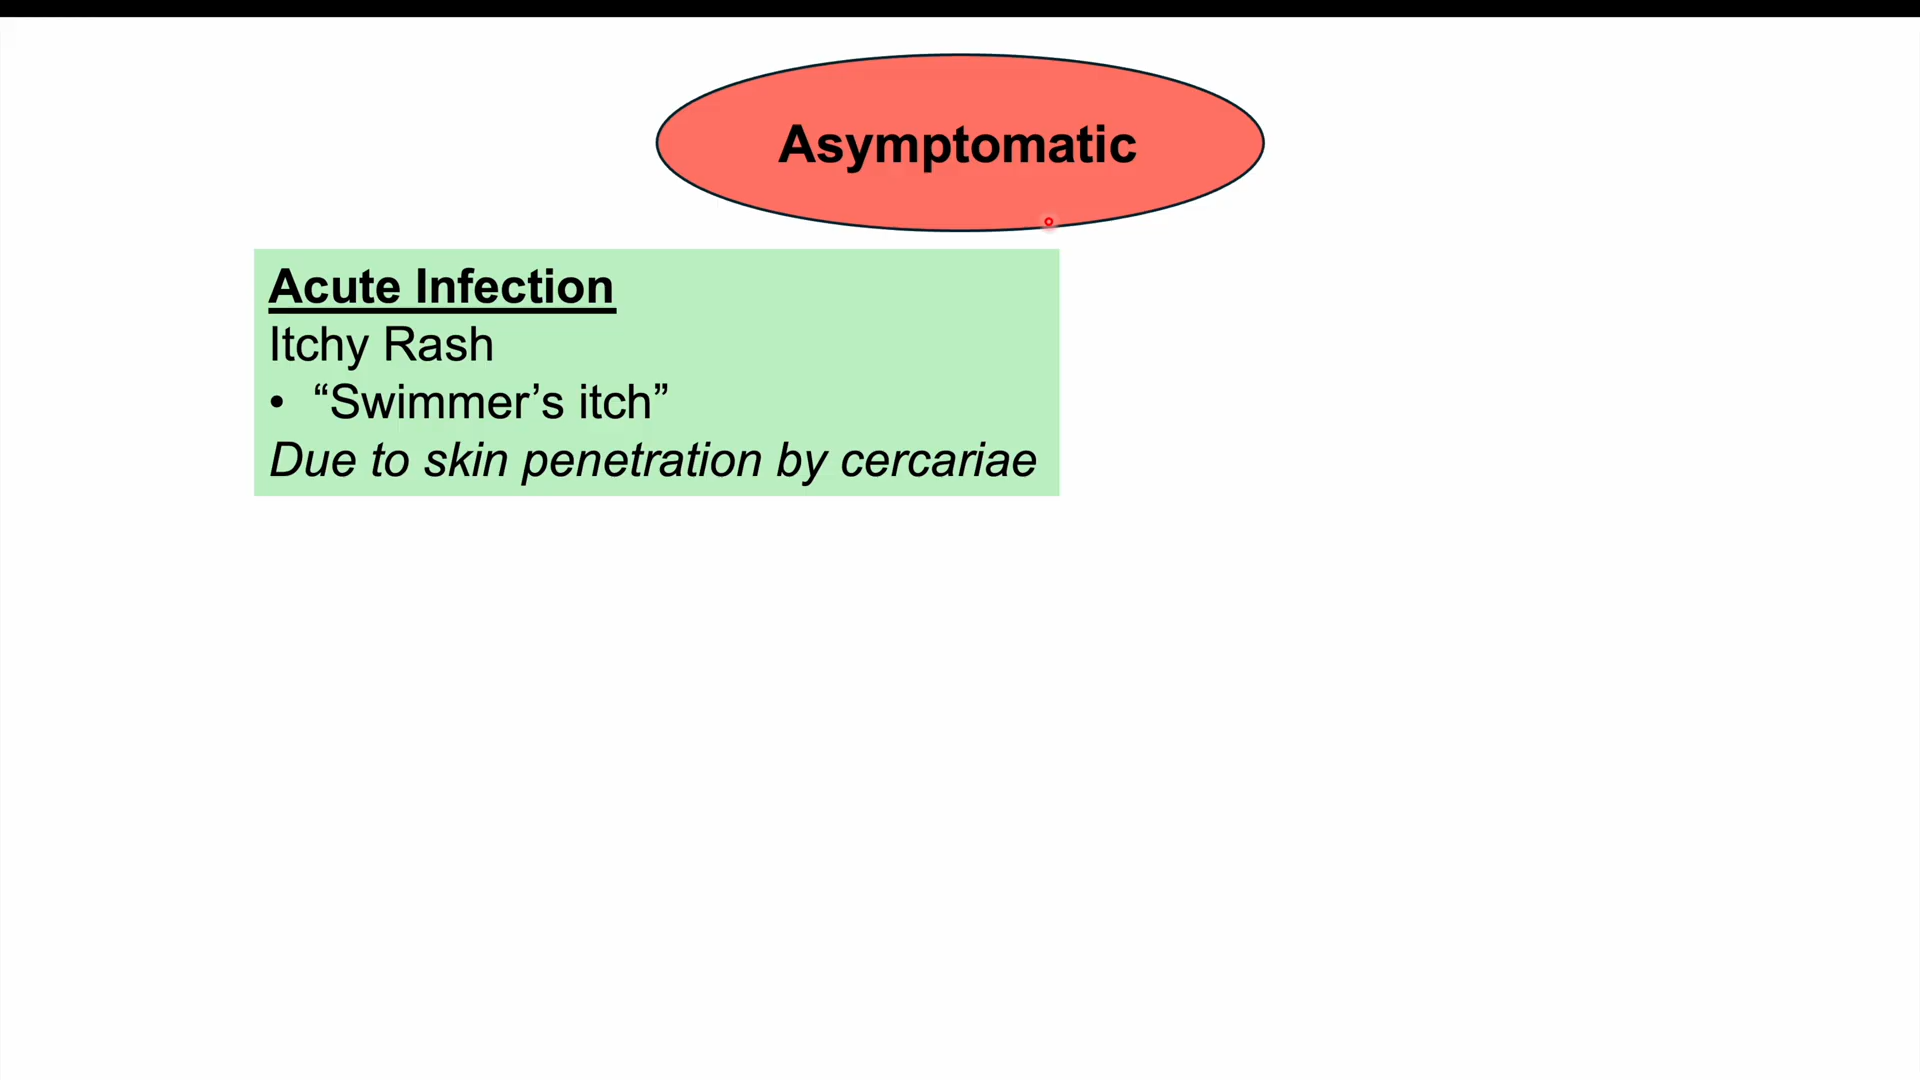 Asymptomatic
Acute Infection
Itchy Rash
• “Swimmer’s itch”
Due to skin penetration by cercariae